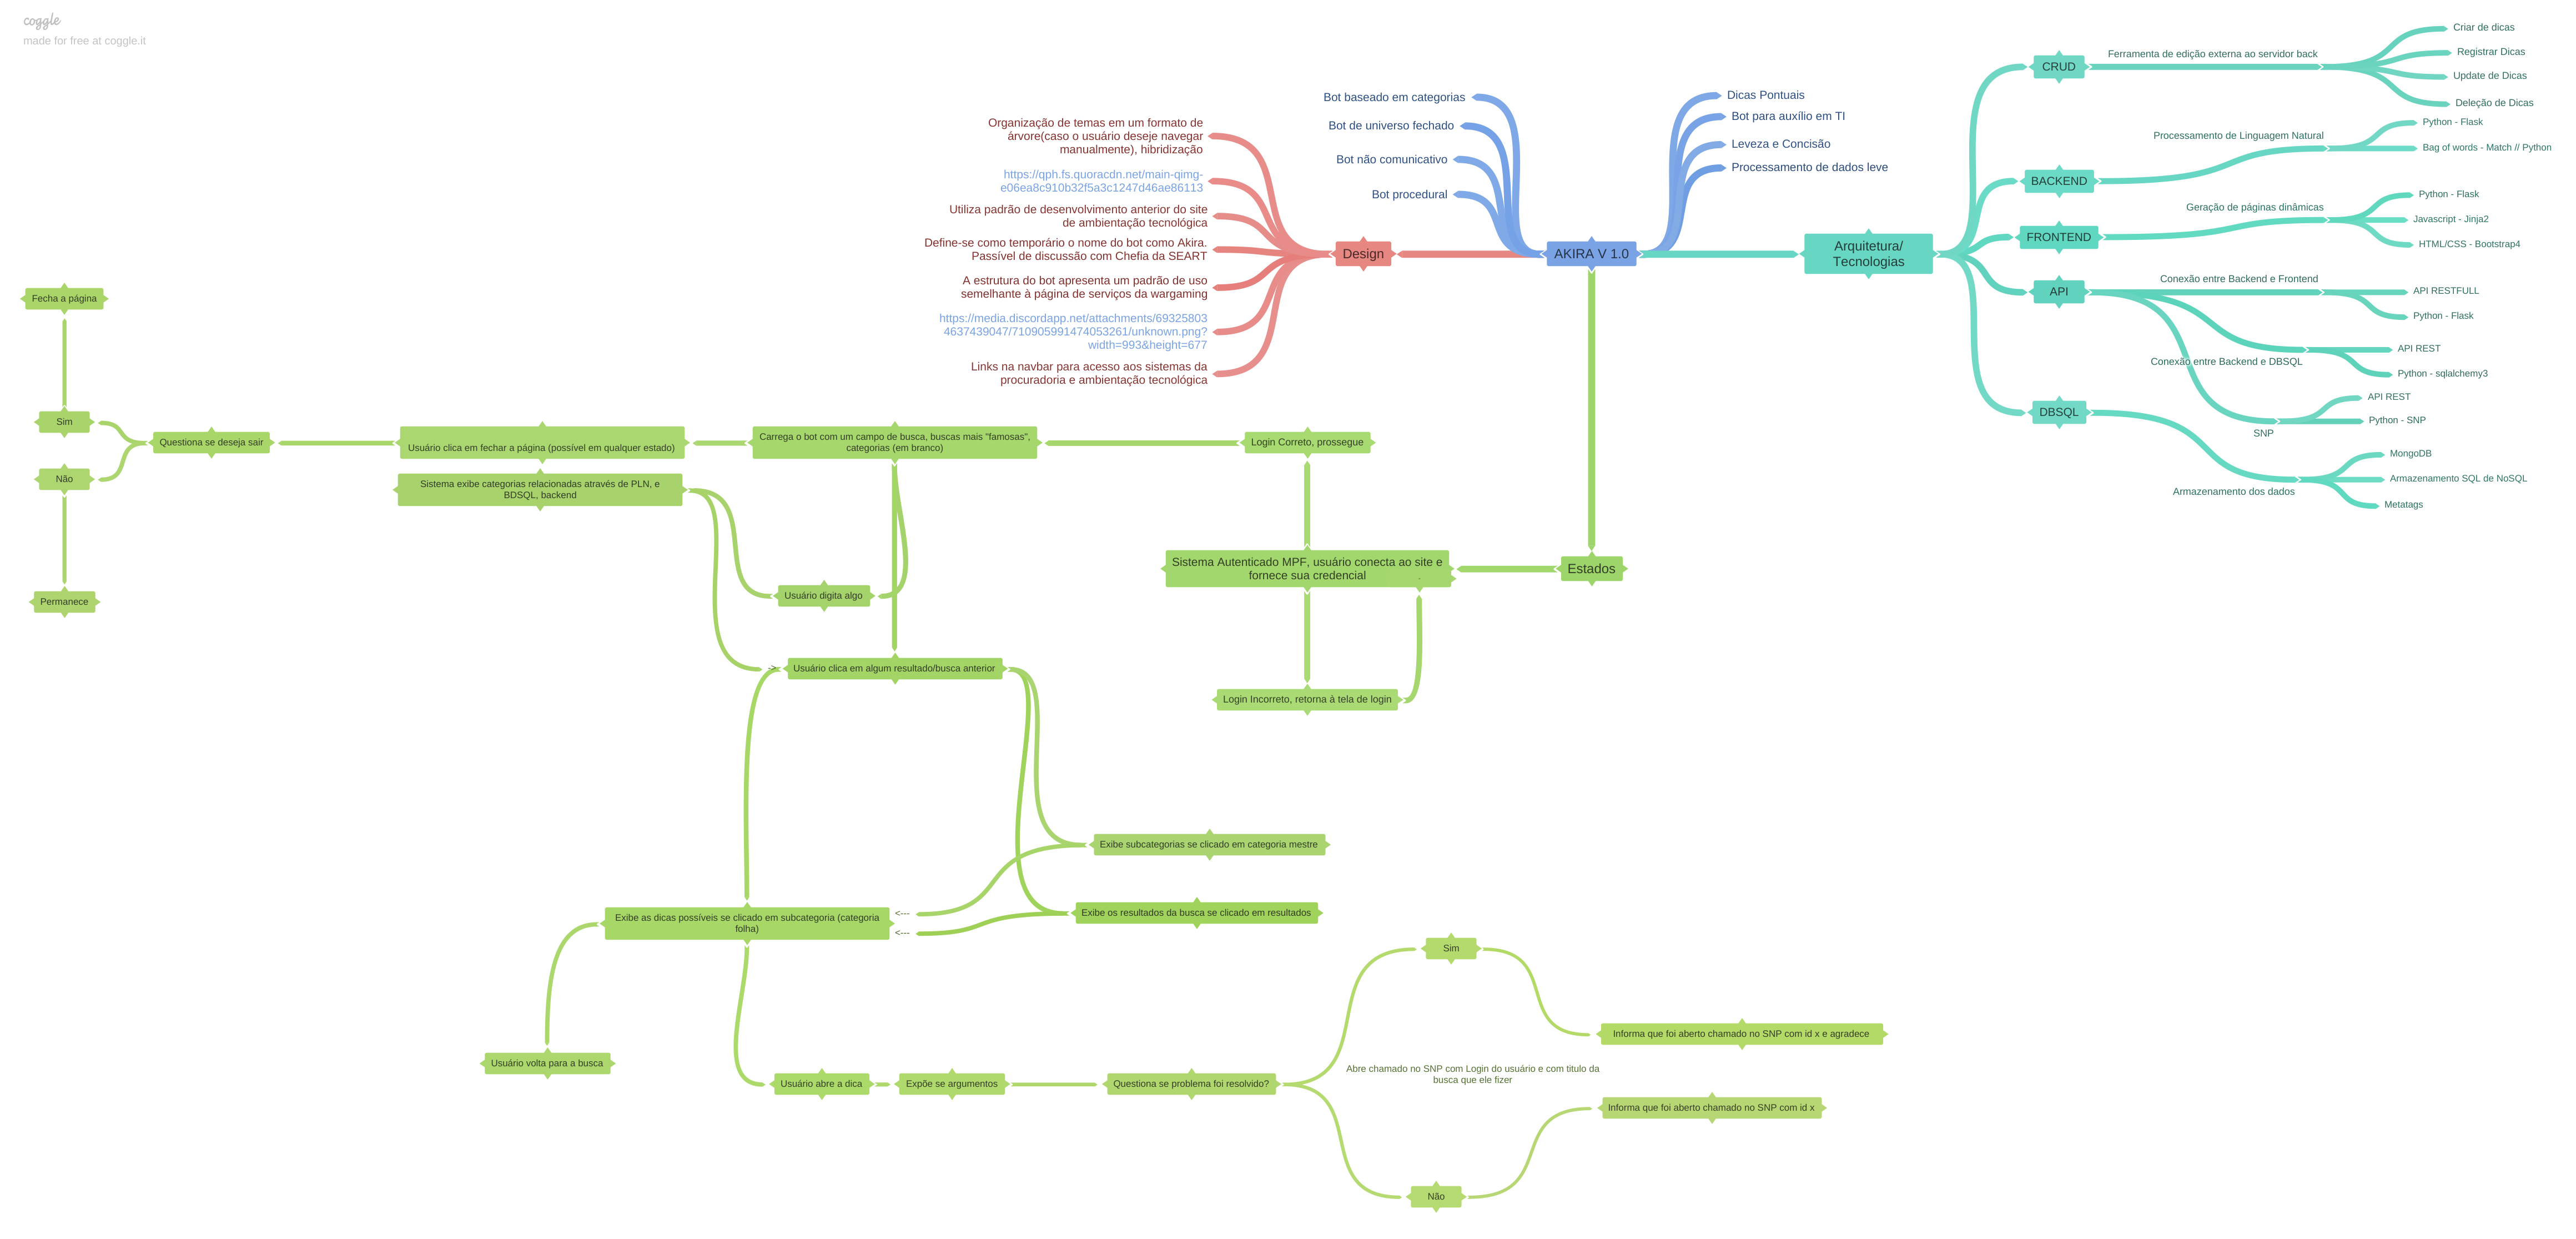 coggle
made for free at coggle.it
AKIRA V 1.0
Bot baseado em categorias
Bot de universo fechado
Bot não comunicativo
Bot procedural
Dicas Pontuais
Bot para auxílio em TI
Leveza e Concisão
Processamento de dados leve
Design
Organização de temas em um formato de
árvore(caso o usuário deseje navegar
manualmente), hibridização
https://qph.fs.quoracdn.net/main-qimg-
e06ea8c910b32f5a3c1247d46ae86113
Utiliza padrão de desenvolvimento anterior do site
de ambientação tecnológica
Define-se como temporário o nome do bot como Akira.
Passível de discussão com Chefia da SEART
A estrutura do bot apresenta um padrão de uso
semelhante à página de serviços da wargaming
https://media.discordapp.net/attachments/69325803
4637439047/710905991474053261/unknown.png?
width=993&height=677
Links na navbar para acesso aos sistemas da
procuradoria e ambientação tecnológica
Arquitetura/
Tecnologias
CRUD
Ferramenta de edição externa ao servidor back
Criar de dicas
Registrar Dicas
Update de Dicas
Deleção de Dicas
BACKEND
Processamento de Linguagem Natural
Python - Flask
Bag of words - Match // Python
FRONTEND
Geração de páginas dinâmicas
Python - Flask
Javascript - Jinja2
HTML/CSS - Bootstrap4
API
Conexão entre Backend e Frontend
API RESTFULL
Python - Flask
Conexão entre Backend e DBSQL
API REST
Python - sqlalchemy3
SNP
API REST
Python - SNP
DBSQL
Armazenamento dos dados
MongoDB
Armazenamento SQL de NoSQL
Metatags
Estados
Sistema Autenticado MPF, usuário conecta ao site e
fornece sua credencial
.
Login Correto, prossegue
Login Incorreto, retorna à tela de login
Carrega o bot com um campo de busca, buscas mais "famosas",
categorias (em branco)
Usuário clica em fechar a página (possível em qualquer estado)
Questiona se deseja sair
Sim
Fecha a página
Não
Permanece
Sistema exibe categorias relacionadas através de PLN, e
BDSQL, backend
Usuário digita algo
->
Usuário clica em algum resultado/busca anterior
Exibe subcategorias se clicado em categoria mestre
Exibe os resultados da busca se clicado em resultados
<---
<---
Exibe as dicas possíveis se clicado em subcategoria (categoria
folha)
Usuário volta para a busca
Usuário abre a dica
Expõe se argumentos
Questiona se problema foi resolvido?
Sim
Informa que foi aberto chamado no SNP com id x e agradece
Abre chamado no SNP com Login do usuário e com titulo da
busca que ele fizer
Informa que foi aberto chamado no SNP com id x
Não